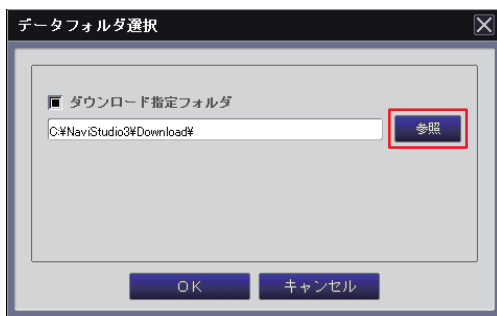 データフォルダ選択
ダウンロード指定フォルダ
C:¥NaviStudio3¥Download¥
参照
OK
キャンセル